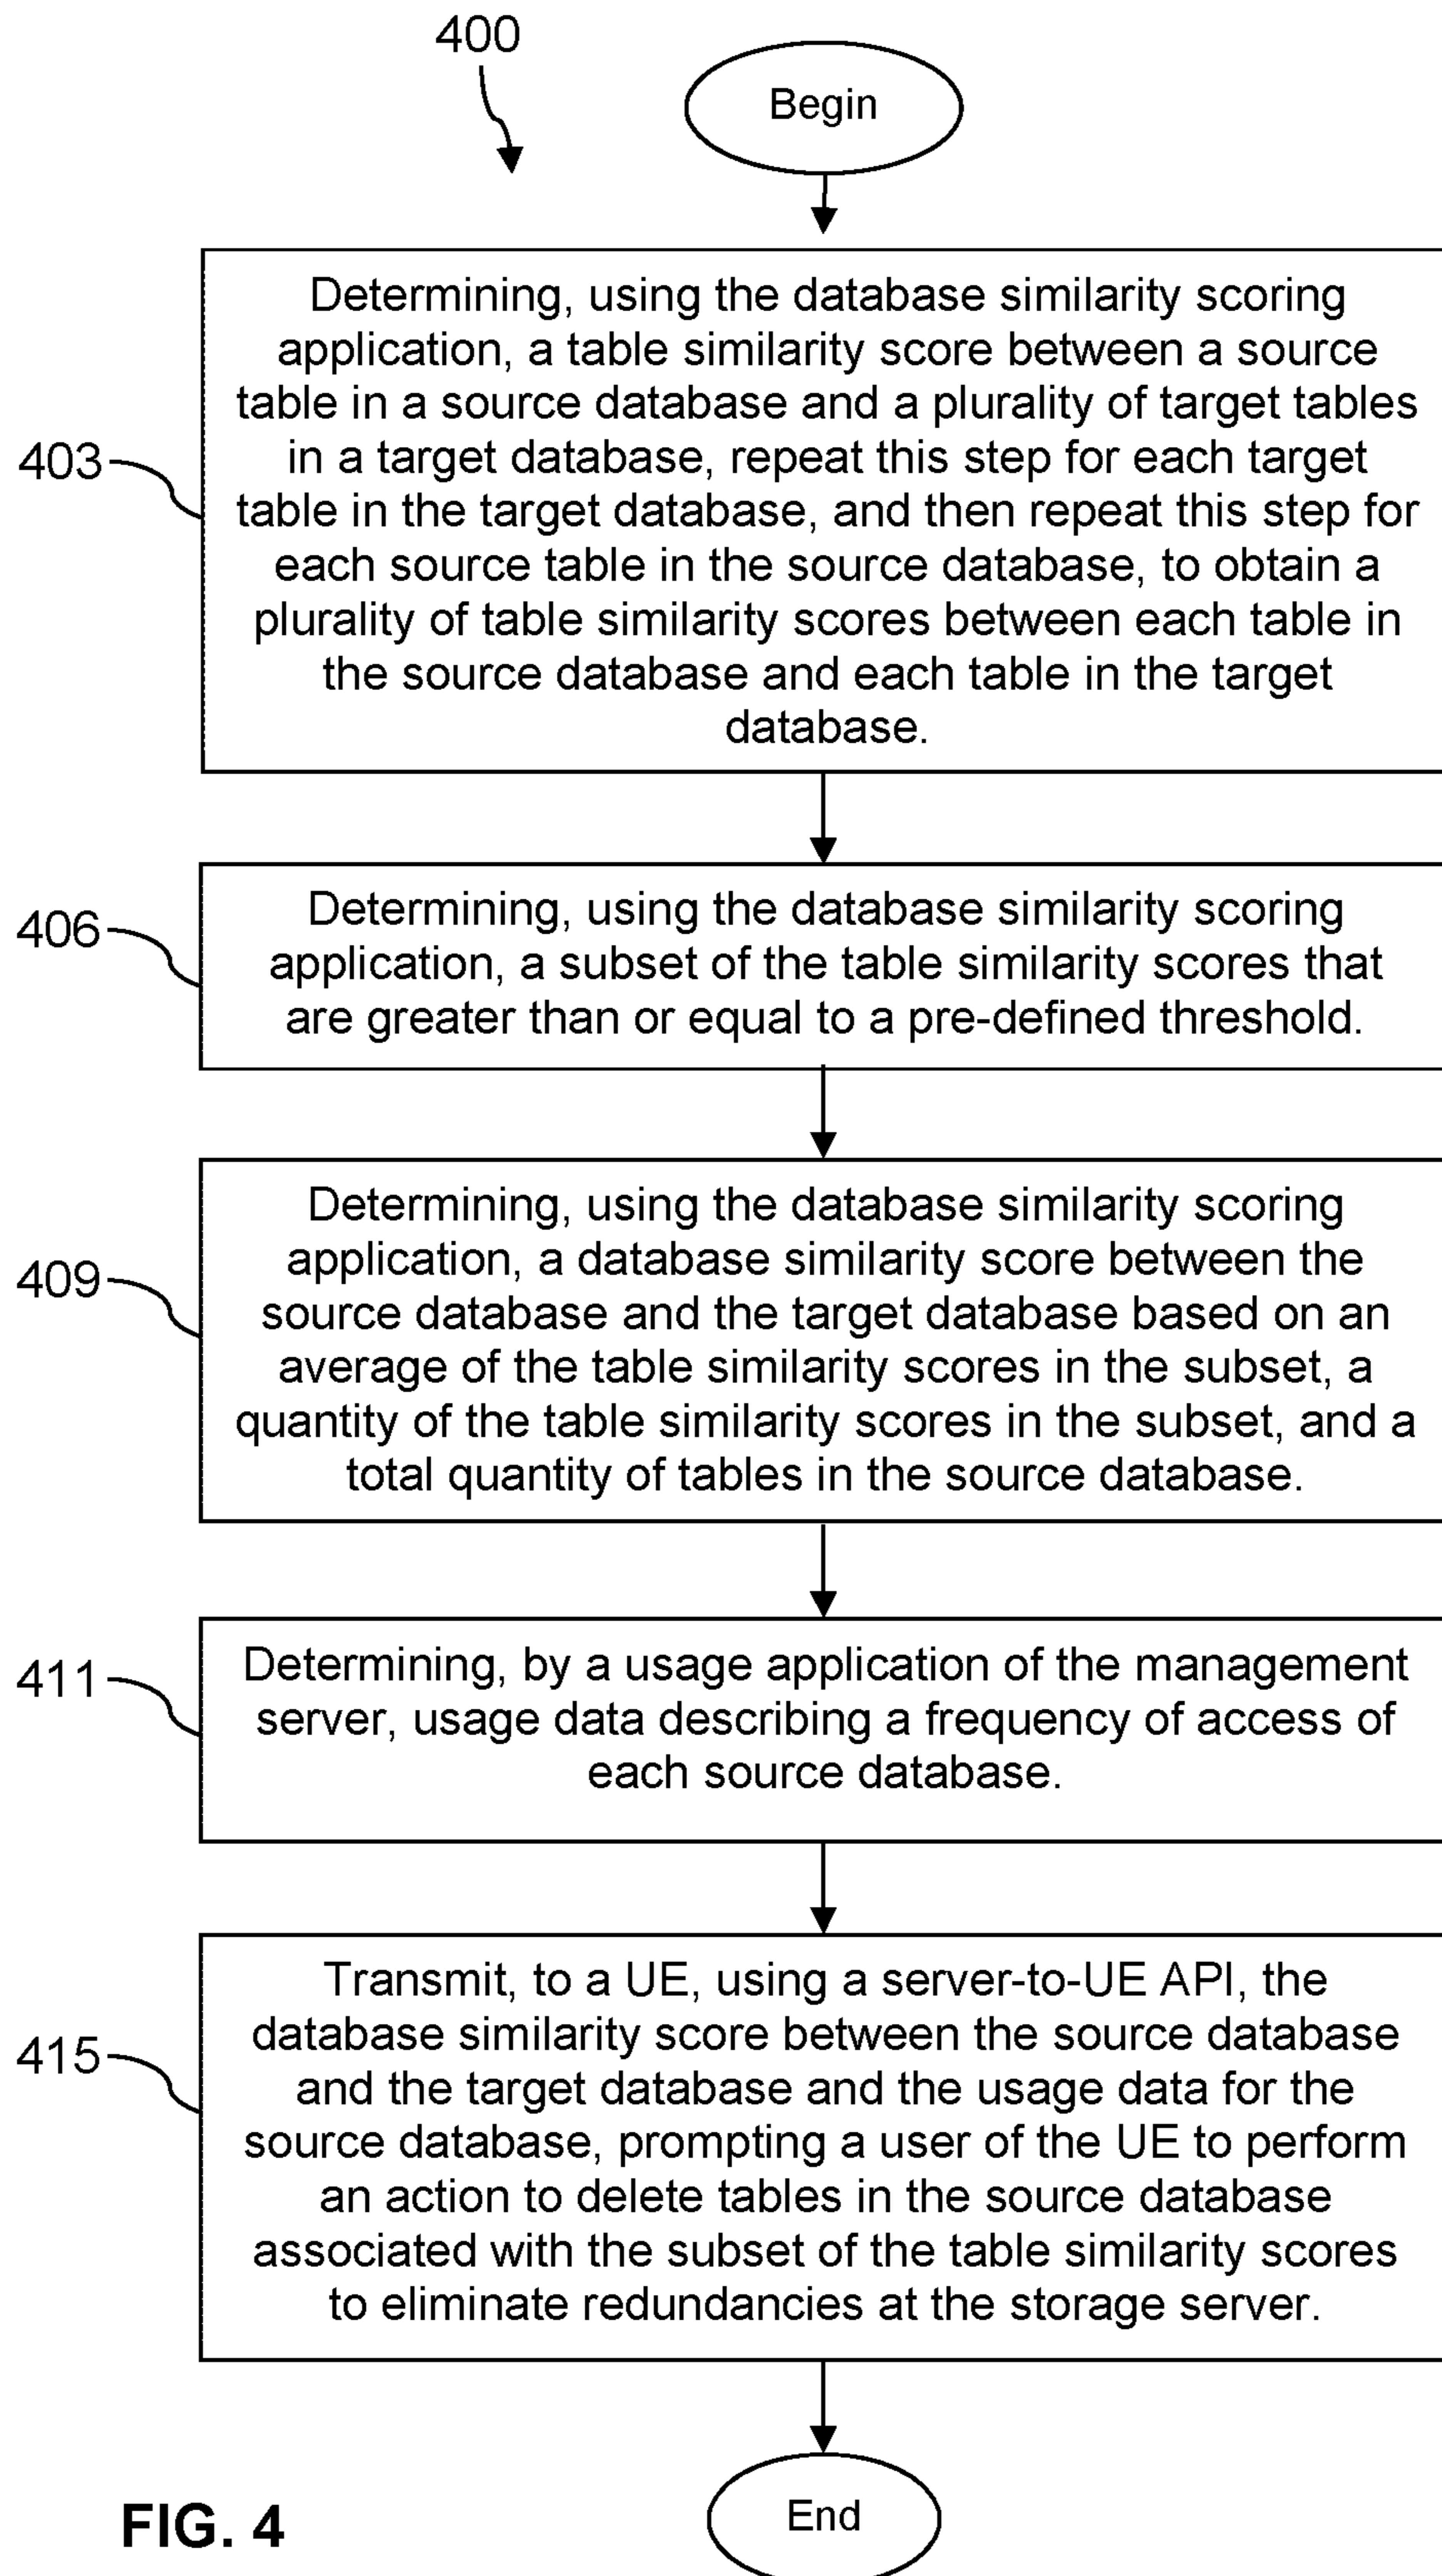 400
Begin
Determining, using the database similarity scoring
application, a table similarity score between a source
table in a source database and a plurality of target tables
in a target database, repeat this step for each target
table in the target database, and then repeat this step for
each source table in the source database, to obtain a
plurality of table similarity scores between each table in
the source database and each table in the target
database.
403
Determining, using the database similarity scoring
application, a subset of the table similarity scores that
are greater than or equal to a pre-defined threshold.
406
Determining, using the database similarity scoring
application, a database similarity score between the
source database and the target database based on an
average of the table similarity scores in the subset, a
quantity of the table similarity scores in the subset, and a
total quantity of tables in the source database.
409
Determining, by a usage application of the management
server, usage data describing a frequency of access of
each source database.
411
Transmit, to a UE, using a server-to-UE API, the
database similarity score between the source database
and the target database and the usage data for the
source database, prompting a user of the UE to perform
an action to delete tables in the source database
associated with the subset of the table similarity scores
to eliminate redundancies at the storage server.
415
End
FIG. 4